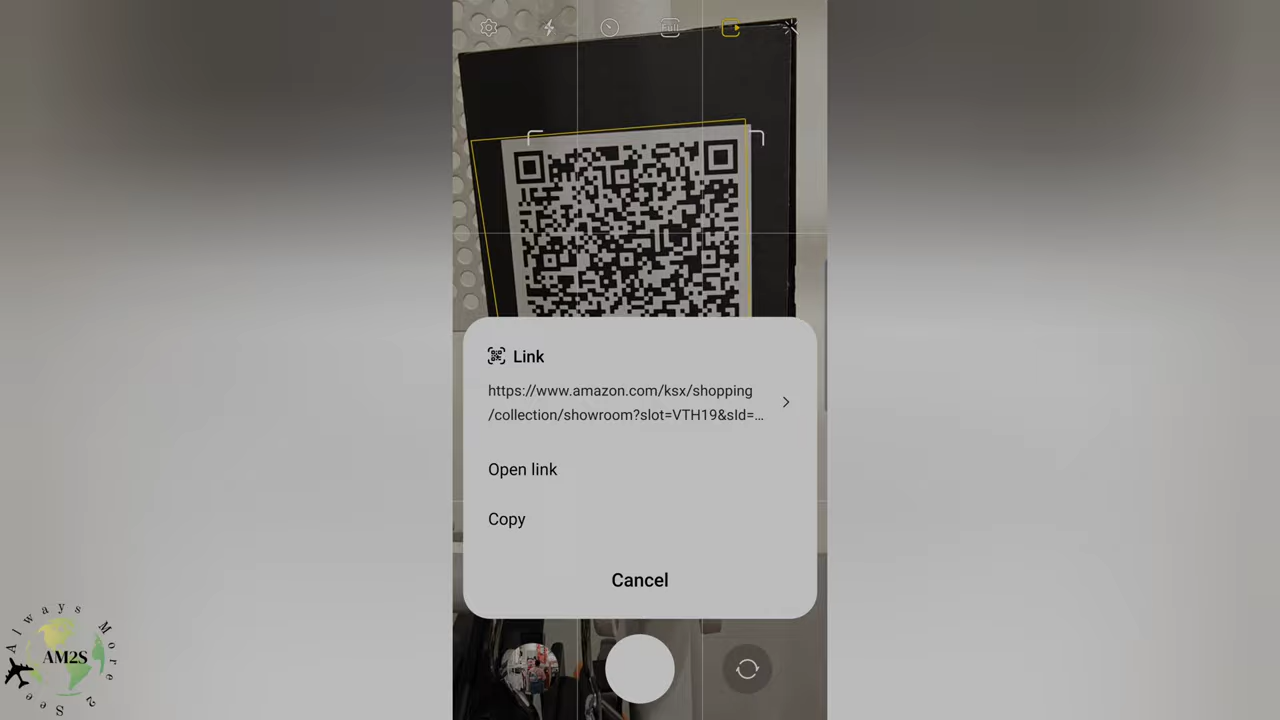 Full
Link
https://www.amazon.com/ksx/shopping
/collection/showroom?slot=VTH19&sId=…
Open link
Copy
Cancel
Always More 2 See
AM2S